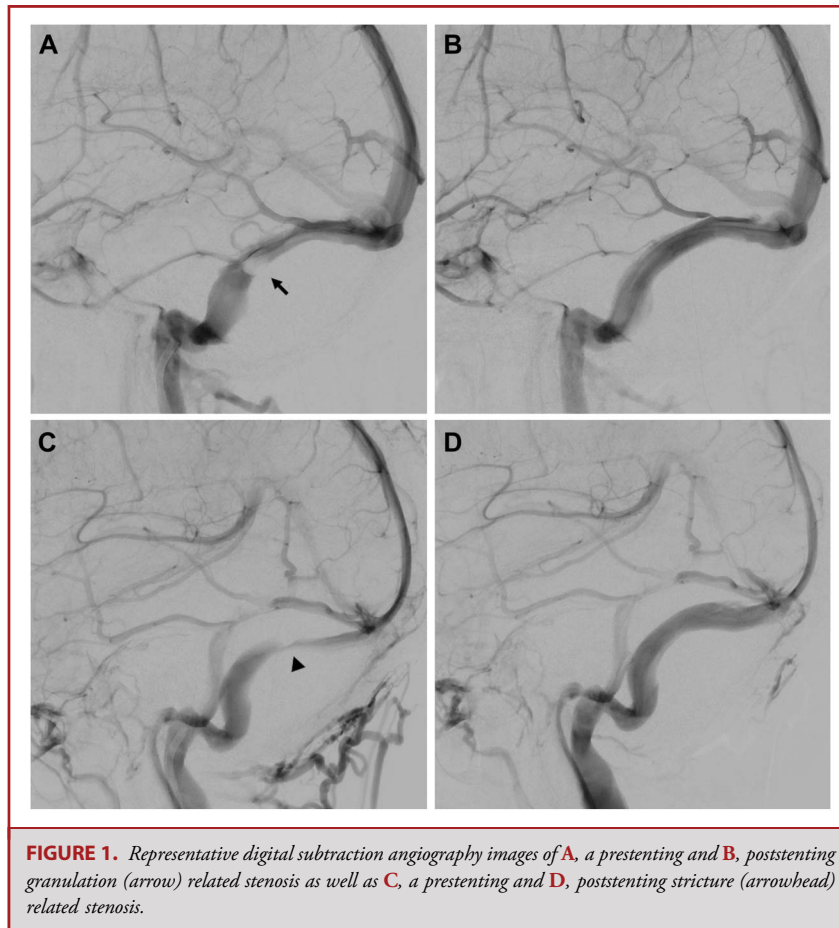 A
B
C
D
FIGURE 1. Representative digital subtraction angiography images of A, a prestenting and B, poststenting
granulation (arrow) related stenosis as well as C, a prestenting and D, poststenting stricture (arrowhead)
related stenosis.